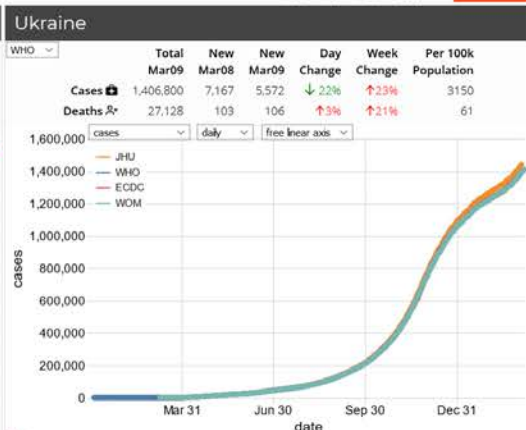 Ukraine
WHO
Total New New Day Week Per 100k
Mar09 Mar08 Mar09 Change Change Population
Cases 1,406,800 7,167 5,572 ↓ 22% ↑23% 3150
Deaths 27,128 103 106 ↑3% ↑21% 61
cases daily free linear axis
1,600,000
1,400,000
1,200,000
1,000,000
800,000
600,000
400,000
200,000
0
JHU
WHO
ECDC
WOM
cases
Mar 31 Jun 30 Sep 30 Dec 31
date